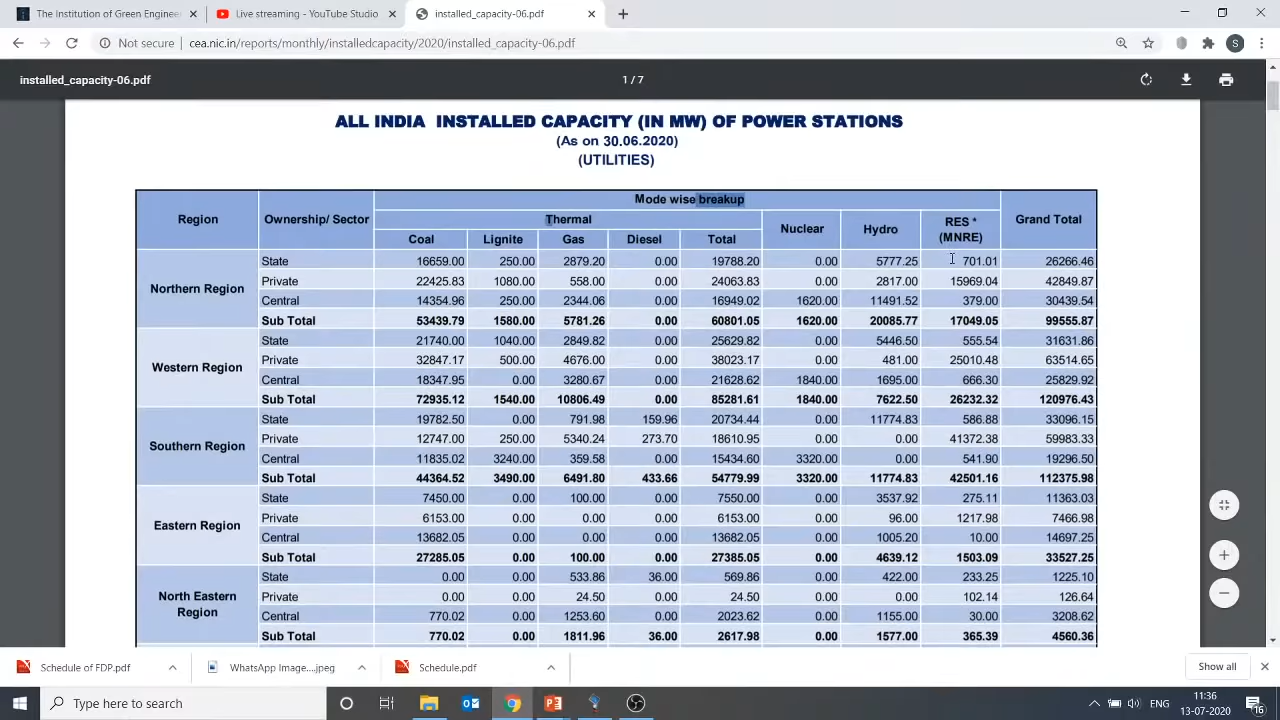 The Institution of Green Enginee
Live streaming - YouTube Studio
installed_capacity-06.pdf
Not secure | cea.nic.in/reports/monthly/installedcapacity/2020/installed_capacity-06.pdf
S
installed_capacity-06.pdf
1 / 7
ALL INDIA INSTALLED CAPACITY (IN MW) OF POWER STATIONS
(As on 30.06.2020)
(UTILITIES)
Region Ownership/ Sector Mode wise breakup Grand Total
Thermal Nuclear Hydro RES * (MNRE)
Coal Lignite Gas Diesel Total
Northern Region
State 16659.00 250.00 2879.20 0.00 19788.20 0.00 5777.25 701.01 26266.46
Private 22425.83 1080.00 558.00 0.00 24063.83 0.00 2817.00 15969.04 42849.87
Central 14354.96 250.00 2344.06 0.00 16949.02 1620.00 11491.52 379.00 30439.54
Sub Total 53439.79 1580.00 5781.26 0.00 60801.05 1620.00 20085.77 17049.05 99555.87
Western Region
State 21740.00 1040.00 2849.82 0.00 25629.82 0.00 5446.50 555.54 31631.86
Private 32847.17 500.00 4676.00 0.00 38023.17 0.00 481.00 25010.48 63514.65
Central 18347.95 0.00 3280.67 0.00 21628.62 1840.00 1695.00 666.30 25829.92
Sub Total 72935.12 1540.00 10806.49 0.00 85281.61 1840.00 7622.50 26232.32 120976.43
Southern Region
State 19782.50 0.00 791.98 159.96 20734.44 0.00 11774.83 586.88 33096.15
Private 12747.00 250.00 5340.24 273.70 18610.95 0.00 0.00 41372.38 59983.33
Central 11835.02 3240.00 359.58 0.00 15434.60 3320.00 0.00 541.90 19296.50
Sub Total 44364.52 3490.00 6491.80 433.66 54779.99 3320.00 11774.83 42501.16 112375.98
Eastern Region
State 7450.00 0.00 100.00 0.00 7550.00 0.00 3537.92 275.11 11363.03
Private 6153.00 0.00 0.00 0.00 6153.00 0.00 96.00 1217.98 7466.98
Central 13682.05 0.00 0.00 0.00 13682.05 0.00 1005.20 10.00 14697.25
Sub Total 27285.05 0.00 100.00 0.00 27385.05 0.00 4639.12 1503.09 33527.25
North Eastern Region
State 0.00 0.00 533.86 36.00 569.86 0.00 422.00 233.25 1225.10
Private 0.00 0.00 24.50 0.00 24.50 0.00 0.00 102.14 126.64
Central 770.02 0.00 1253.60 0.00 2023.62 0.00 1155.00 30.00 3208.62
Sub Total 770.02 0.00 1811.96 36.00 2617.98 0.00 1577.00 365.39 4560.36
Schedule of FDP.pdf
WhatsApp Image....jpeg
Schedule.pdf
Show all
Type here to search
ENG
11:36
13-07-2020
16